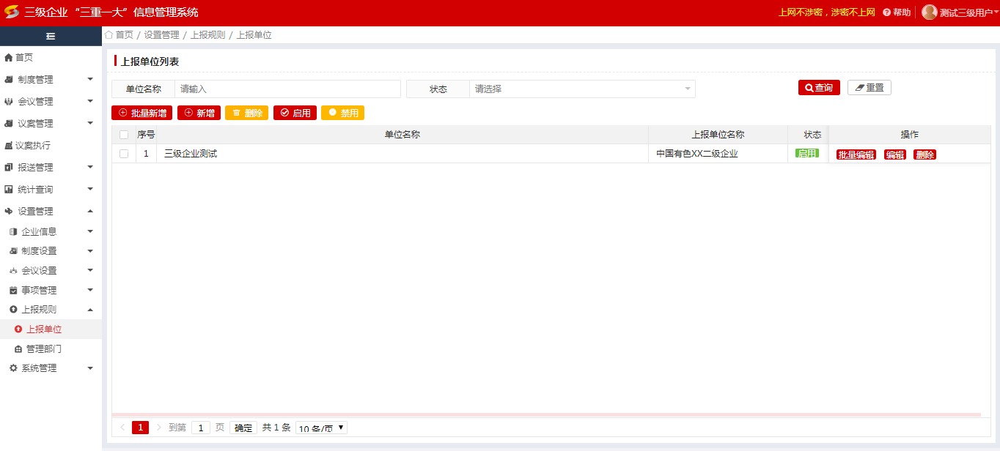 三级企业 “三重一大” 信息管理系统
上网不涉密，涉密不上网 帮助 测试三级用户
首页 / 设置管理 / 上报规则 / 上报单位
首页
制度管理
会议管理
议案管理
议案执行
报送管理
统计查询
设置管理
企业信息
制度设置
会议设置
事项管理
上报规则
上报单位
管理部门
系统管理
上报单位列表
单位名称 请输入 状态 请选择 查询 重置
批量新增 新增 删除 启用 禁用
序号 单位名称 上报单位名称 状态 操作
1 三级企业测试 中国有色XX二级企业 启用 批量编辑 编辑 删除
1 到第 1 页 确定 共 1 条 10 条/页